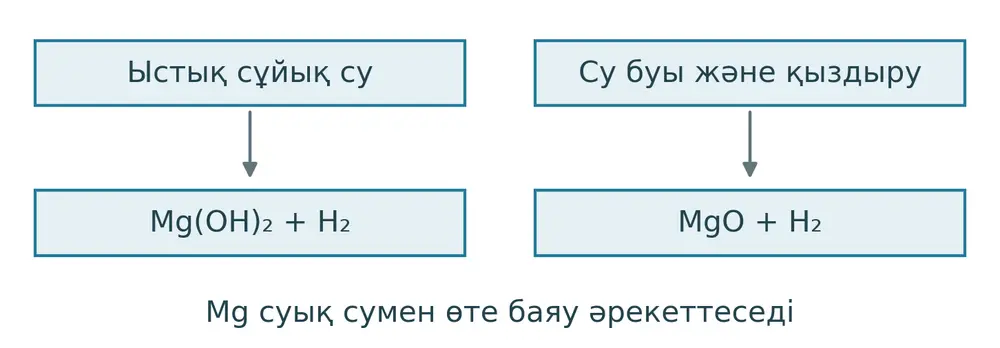 Ыстық сұйық су
Су буы және қыздыру
Mg(OH)₂ + H₂
MgO + H₂
Mg суық сумен өте баяу әрекеттеседі